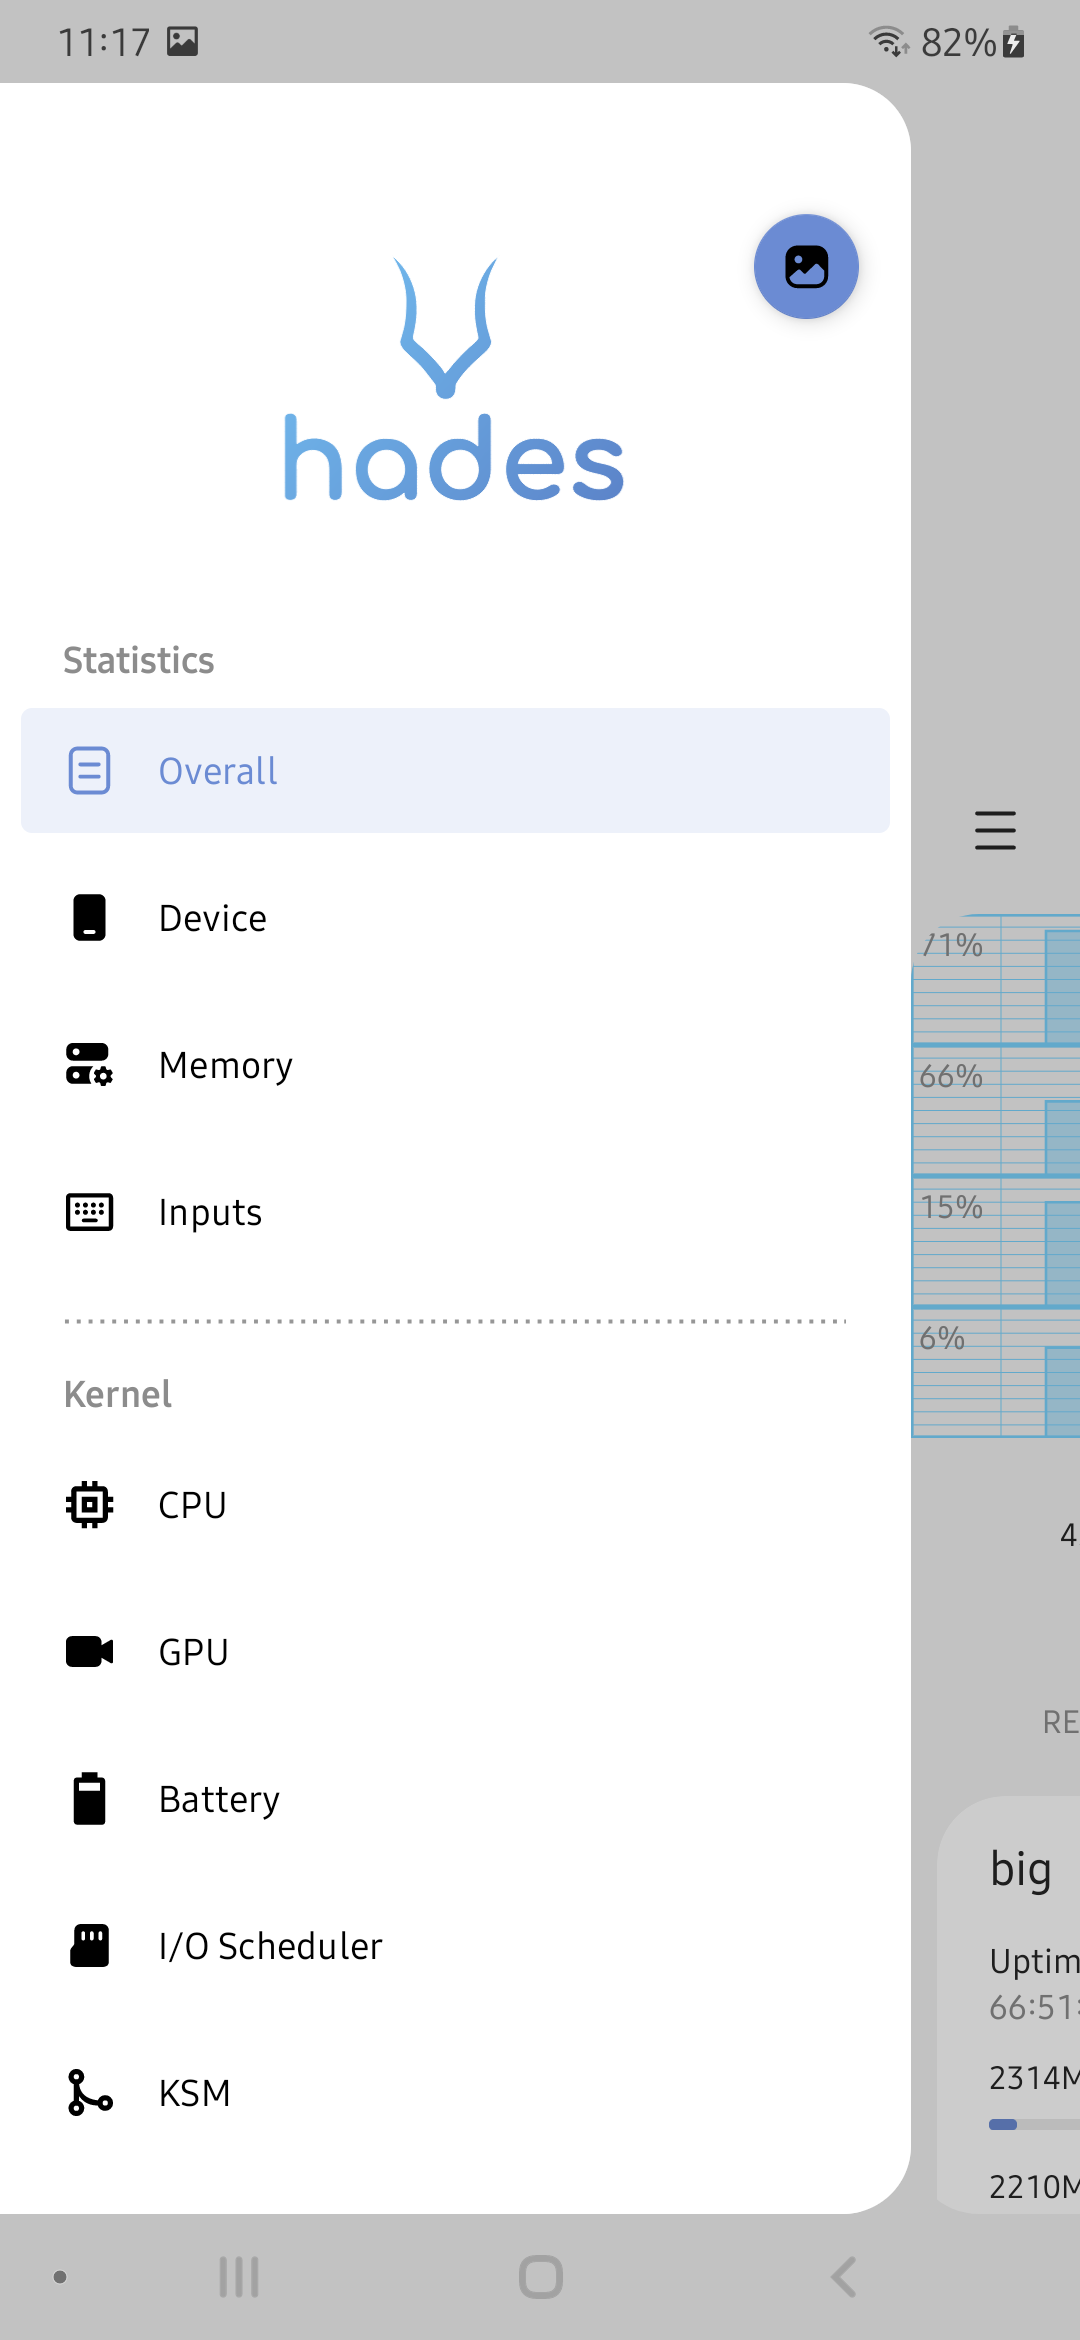 11:17
82%
hades
Statistics
Overall
Device
Memory
Inputs
Kernel
CPU
GPU
Battery
I/O Scheduler
KSM
71%
66%
15%
6%
4
RE
big
Uptim
66:51:
2314M
2210M